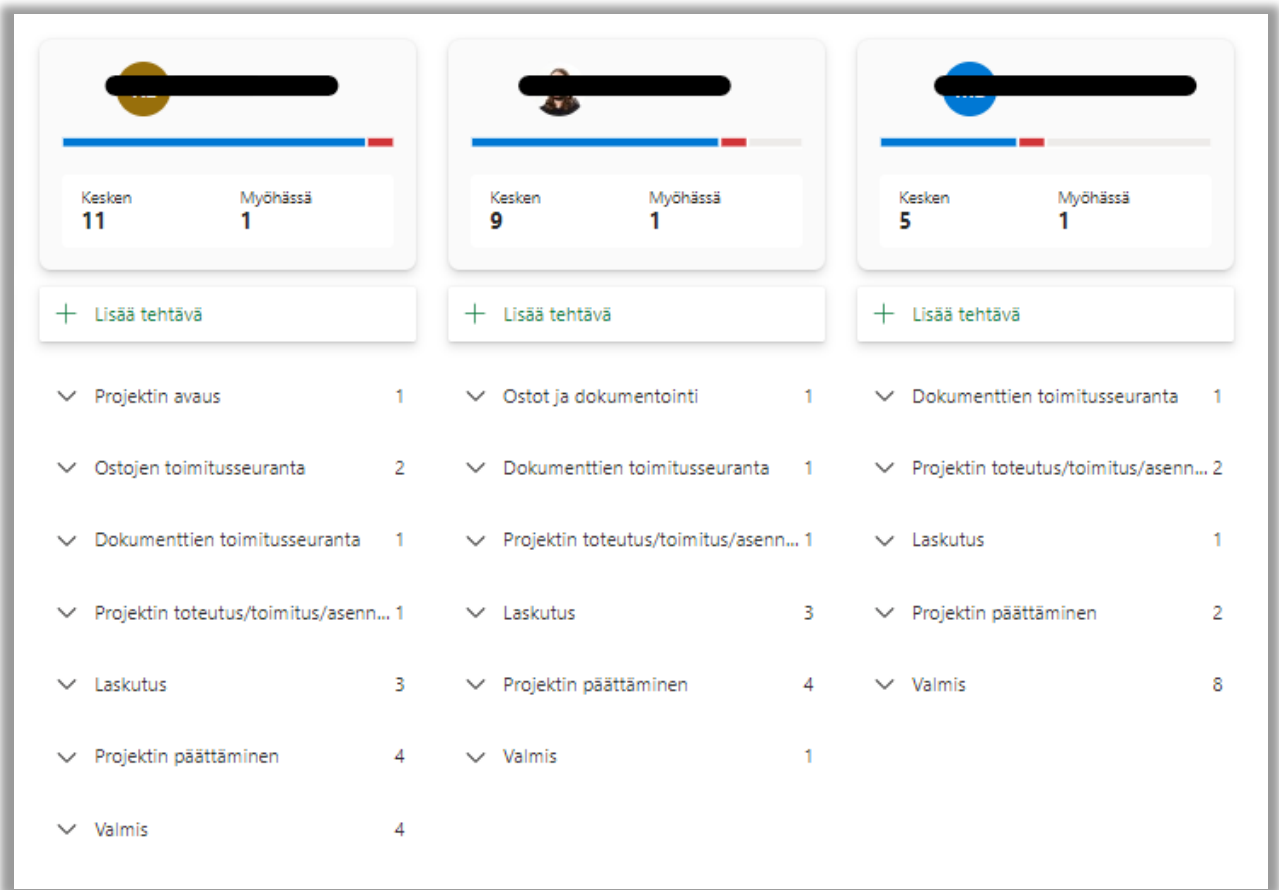 Kesken
Myöhässä
11
1
Lisää tehtävä
Projektin avaus 1
Ostojen toimitusseuranta 2
Dokumenttien toimitusseuranta 1
Projektin toteutus/toimitus/asenn... 1
Laskutus 3
Projektin päättäminen 4
Valmis 4
Kesken
Myöhässä
9
1
Lisää tehtävä
Ostot ja dokumentointi 1
Dokumenttien toimitusseuranta 1
Projektin toteutus/toimitus/asenn... 1
Laskutus 3
Projektin päättäminen 4
Valmis 1
Kesken
Myöhässä
5
1
Lisää tehtävä
Dokumenttien toimitusseuranta 1
Projektin toteutus/toimitus/asenn... 2
Laskutus 1
Projektin päättäminen 2
Valmis 8